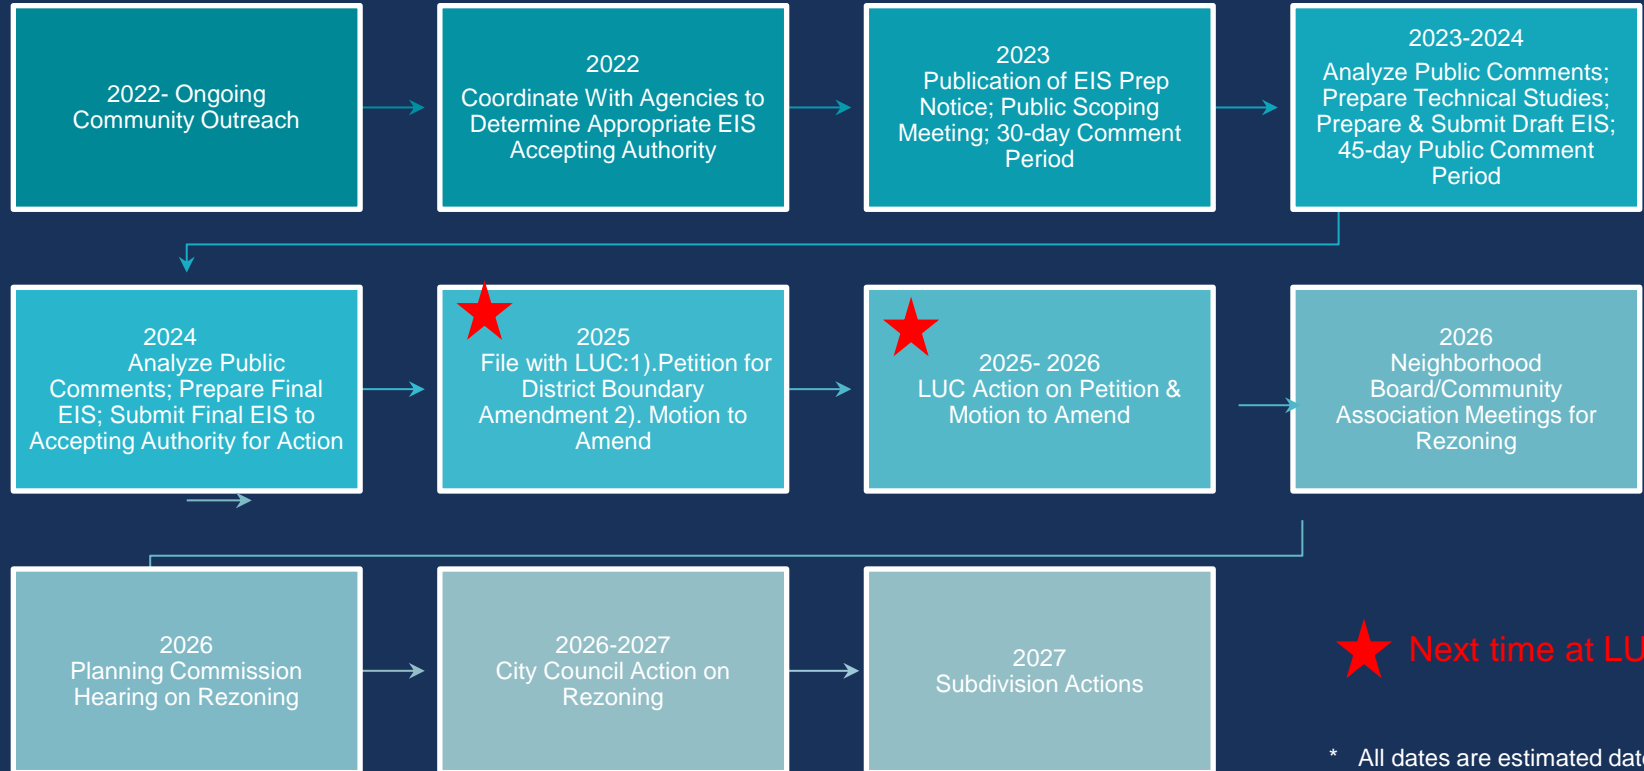 2022- Ongoing
Community Outreach
2022
Coordinate With Agencies to
Determine Appropriate EIS
Accepting Authority
2023
Publication of EIS Prep
Notice; Public Scoping
Meeting; 30-day Comment
Period
2023-2024
Analyze Public Comments;
Prepare Technical Studies;
Prepare & Submit Draft EIS;
45-day Public Comment
Period
2024
Analyze Public
Comments; Prepare Final
EIS; Submit Final EIS to
Accepting Authority for Action
2025
File with LUC:1).Petition for
District Boundary
Amendment 2). Motion to
Amend
2025- 2026
LUC Action on Petition &
Motion to Amend
2026
Neighborhood
Board/Community
Association Meetings for
Rezoning
2026
Planning Commission
Hearing on Rezoning
2026-2027
City Council Action on
Rezoning
2027
Subdivision Actions
Next time at
* All dates are estimated